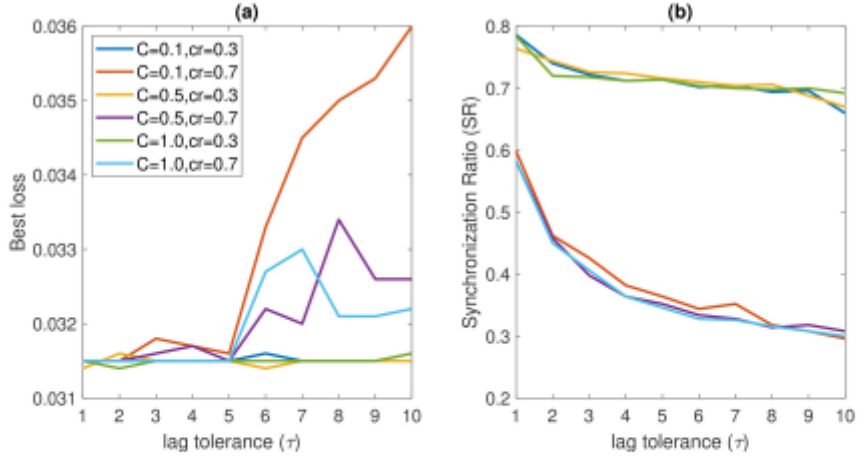 (a)
0.036
0.035
0.034
0.033
0.032
0.031
Best loss
C=0.1,cr=0.3
C=0.1,cr=0.7
C=0.5,cr=0.3
C=0.5,cr=0.7
C=1.0,cr=0.3
C=1.0,cr=0.7
1 2 3 4 5 6 7 8 9 10
lag tolerance (τ)
(b)
0.8
0.7
0.6
0.5
0.4
0.3
0.2
Synchronization Ratio (SR)
1 2 3 4 5 6 7 8 9 10
lag tolerance (τ)